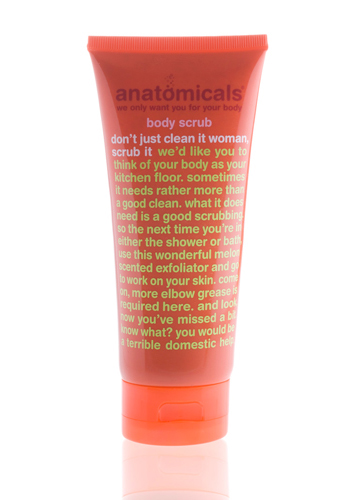 anatomicals®
we only want you for your body
body scrub
don't just clean it woman,
scrub it we'd like you to
think of your body as your
kitchen floor. sometimes
it needs rather more than
a good clean. what it does
need is a good scrubbing.
so the next time you're in
either the shower or bath,
use this wonderful melon
scented exfoliator and go
to work on your skin. come
on, more elbow grease is
required here. and look,
now you've missed a bit.
know what? you would be
a terrible domestic help.